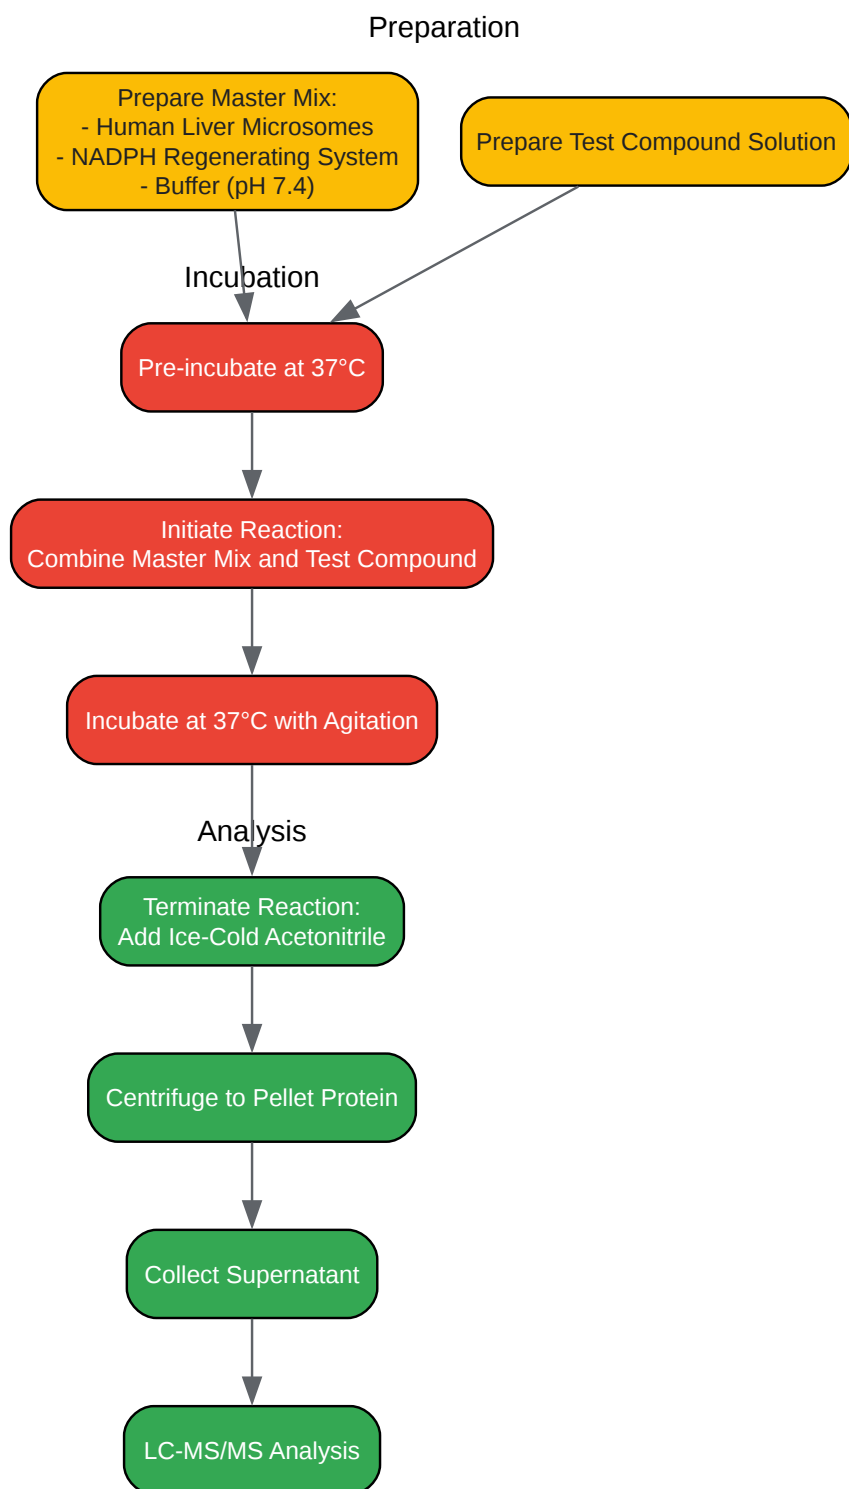 Preparation
Prepare Master Mix:
- Human Liver Microsomes
- NADPH Regenerating System
- Buffer (pH 7.4)
Prepare Test Compound Solution
Incubation
Pre-incubate at 37°C
Initiate Reaction:
Combine Master Mix and Test Compound
Incubate at 37°C with Agitation
Analysis
Terminate Reaction:
Add Ice-Cold Acetonitrile
Centrifuge to Pellet Protein
Collect Supernatant
LC-MS/MS Analysis